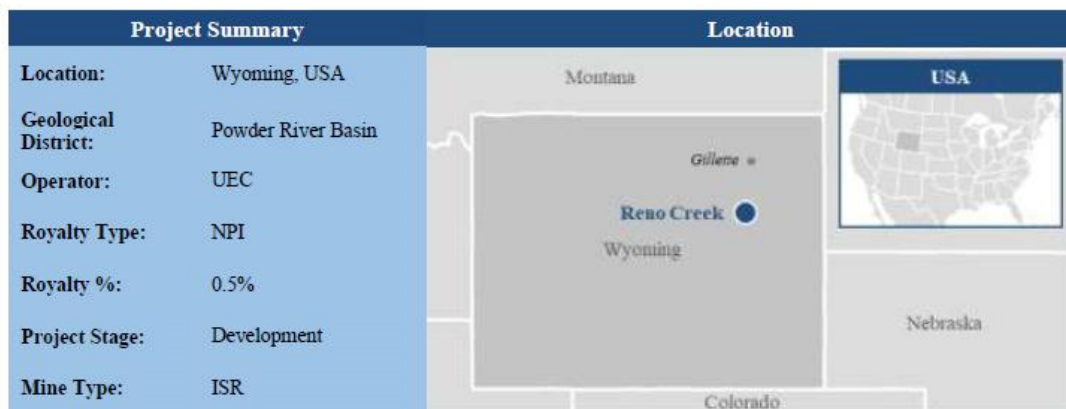 Project Summary
Location:
Wyoming, USA
Geological
District:
Powder River Basin
Operator:
UEC
Royalty Type:
NPI
Royalty %:
0.5%
Project Stage:
Development
Mine Type:
ISR
Location
Montana
USA
Gillette
Reno Creek
Wyoming
Nebraska
Colorado